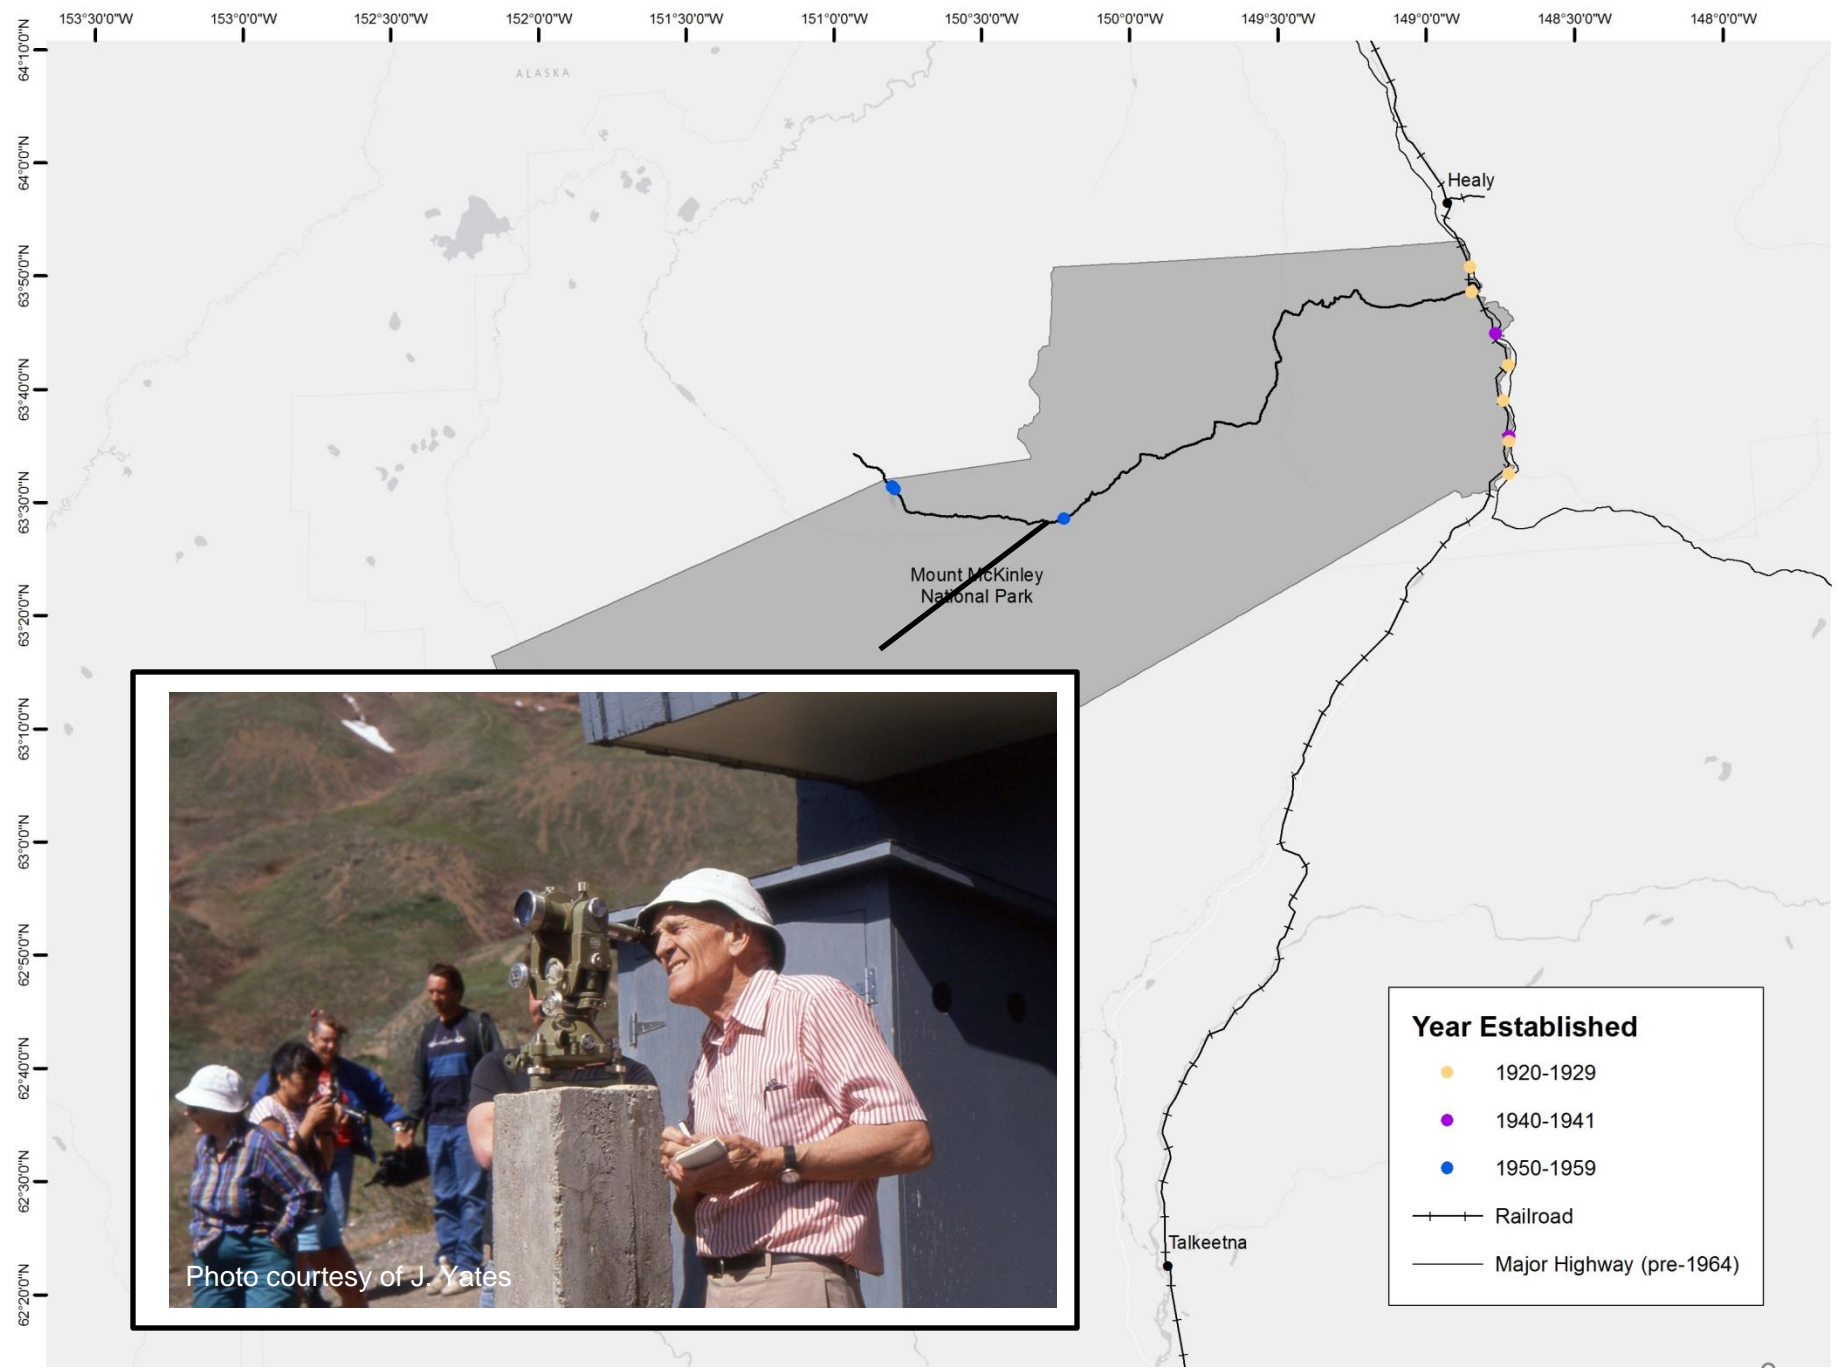 153°30'0"W
153°0'0"W
152°30'0"W
152°0'0"W
151°30'0"W
151°0'0"W
150°30'0"W
150°0'0"W
149°30'0"W
149°0'0"W
148°30'0"W
148°0'0"W
64°10'0"N
64°0'0"N
63°50'0"N
63°40'0"N
63°30'0"N
63°20'0"N
63°10'0"N
63°0'0"N
62°50'0"N
62°40'0"N
62°30'0"N
62°20'0"N
ALASKA
Healy
Mount McKinley
National Park
Photo courtesy of J. Yates
Talkeetna
Year Established
1920-1929
1940-1941
1950-1959
Railroad
Major Highway (pre-1964)